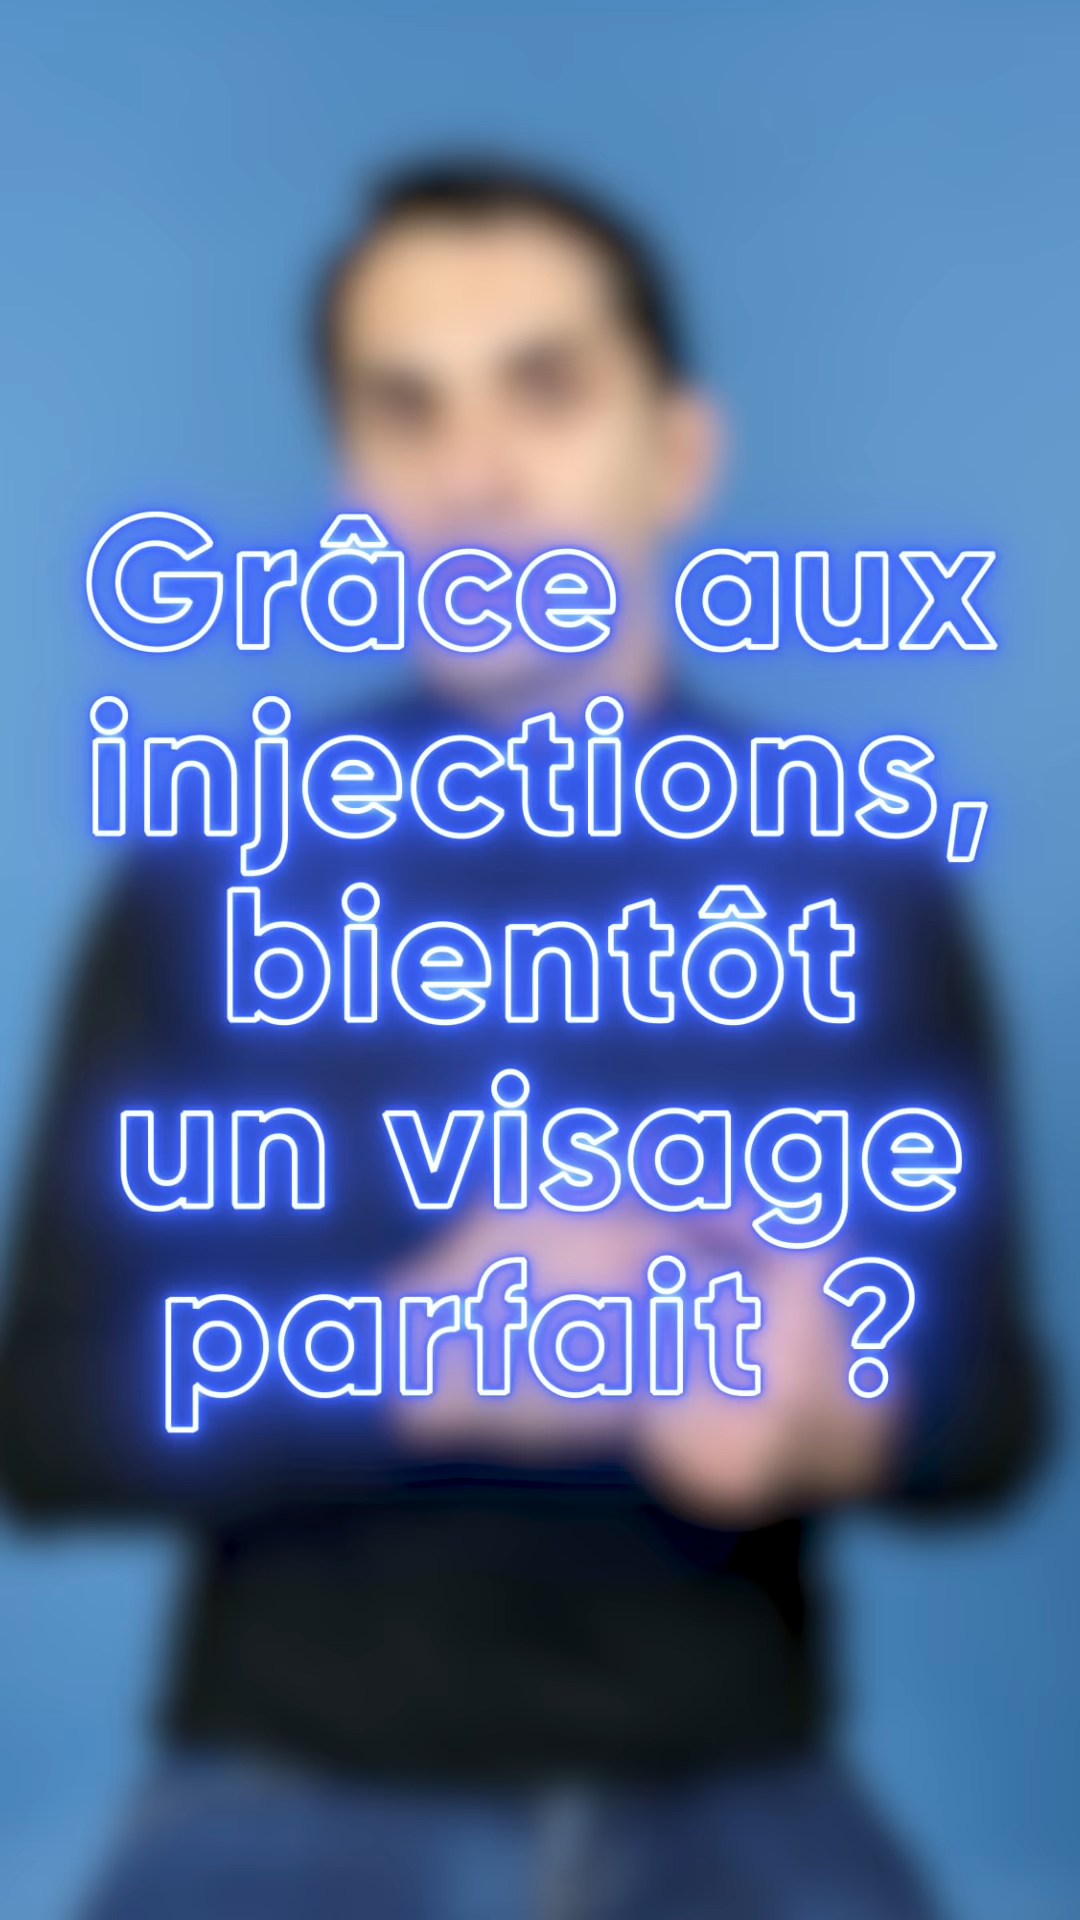 Grâce aux
injections,
bientôt
un visage
parfait ?